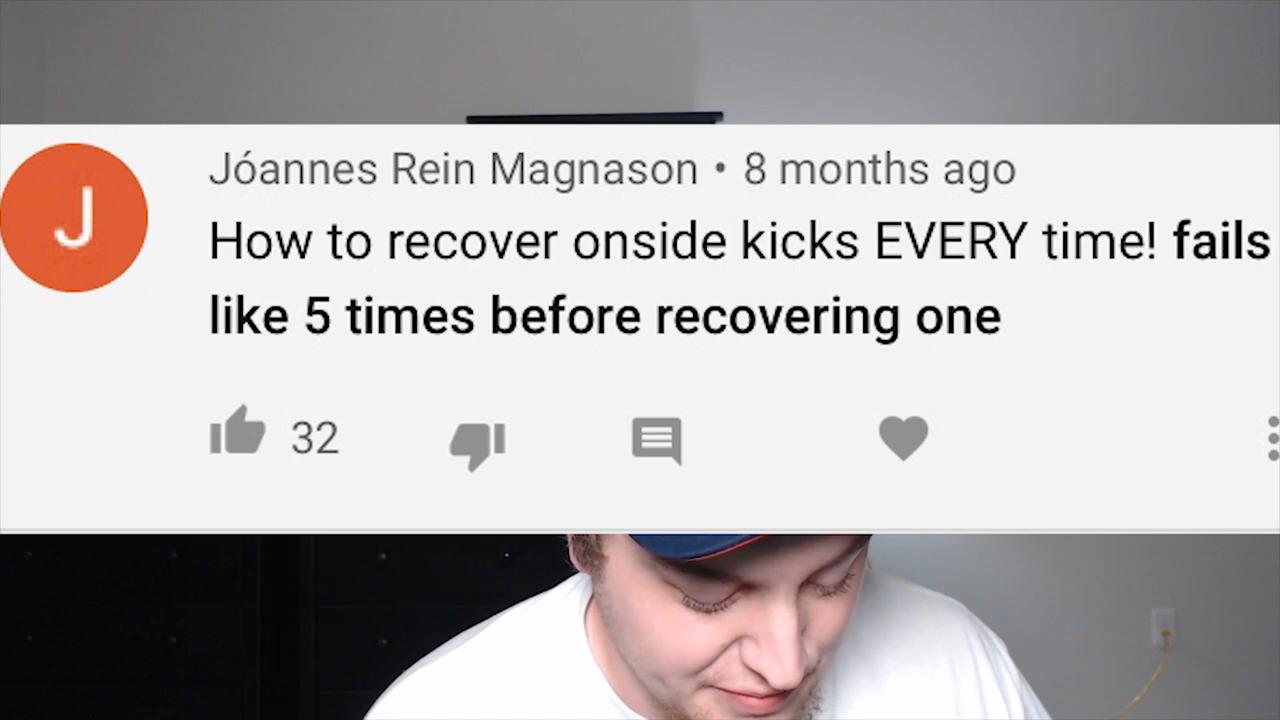 J
Jóannes Rein Magnason • 8 months ago
How to recover onside kicks EVERY time! fails
like 5 times before recovering one
32